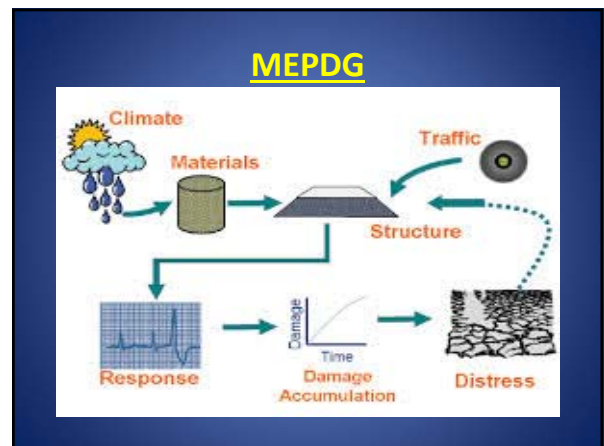 MEPDG
Climate
Traffic
Materials
Structure
Damage
Time
Response
Damage
Accumulation
Distress